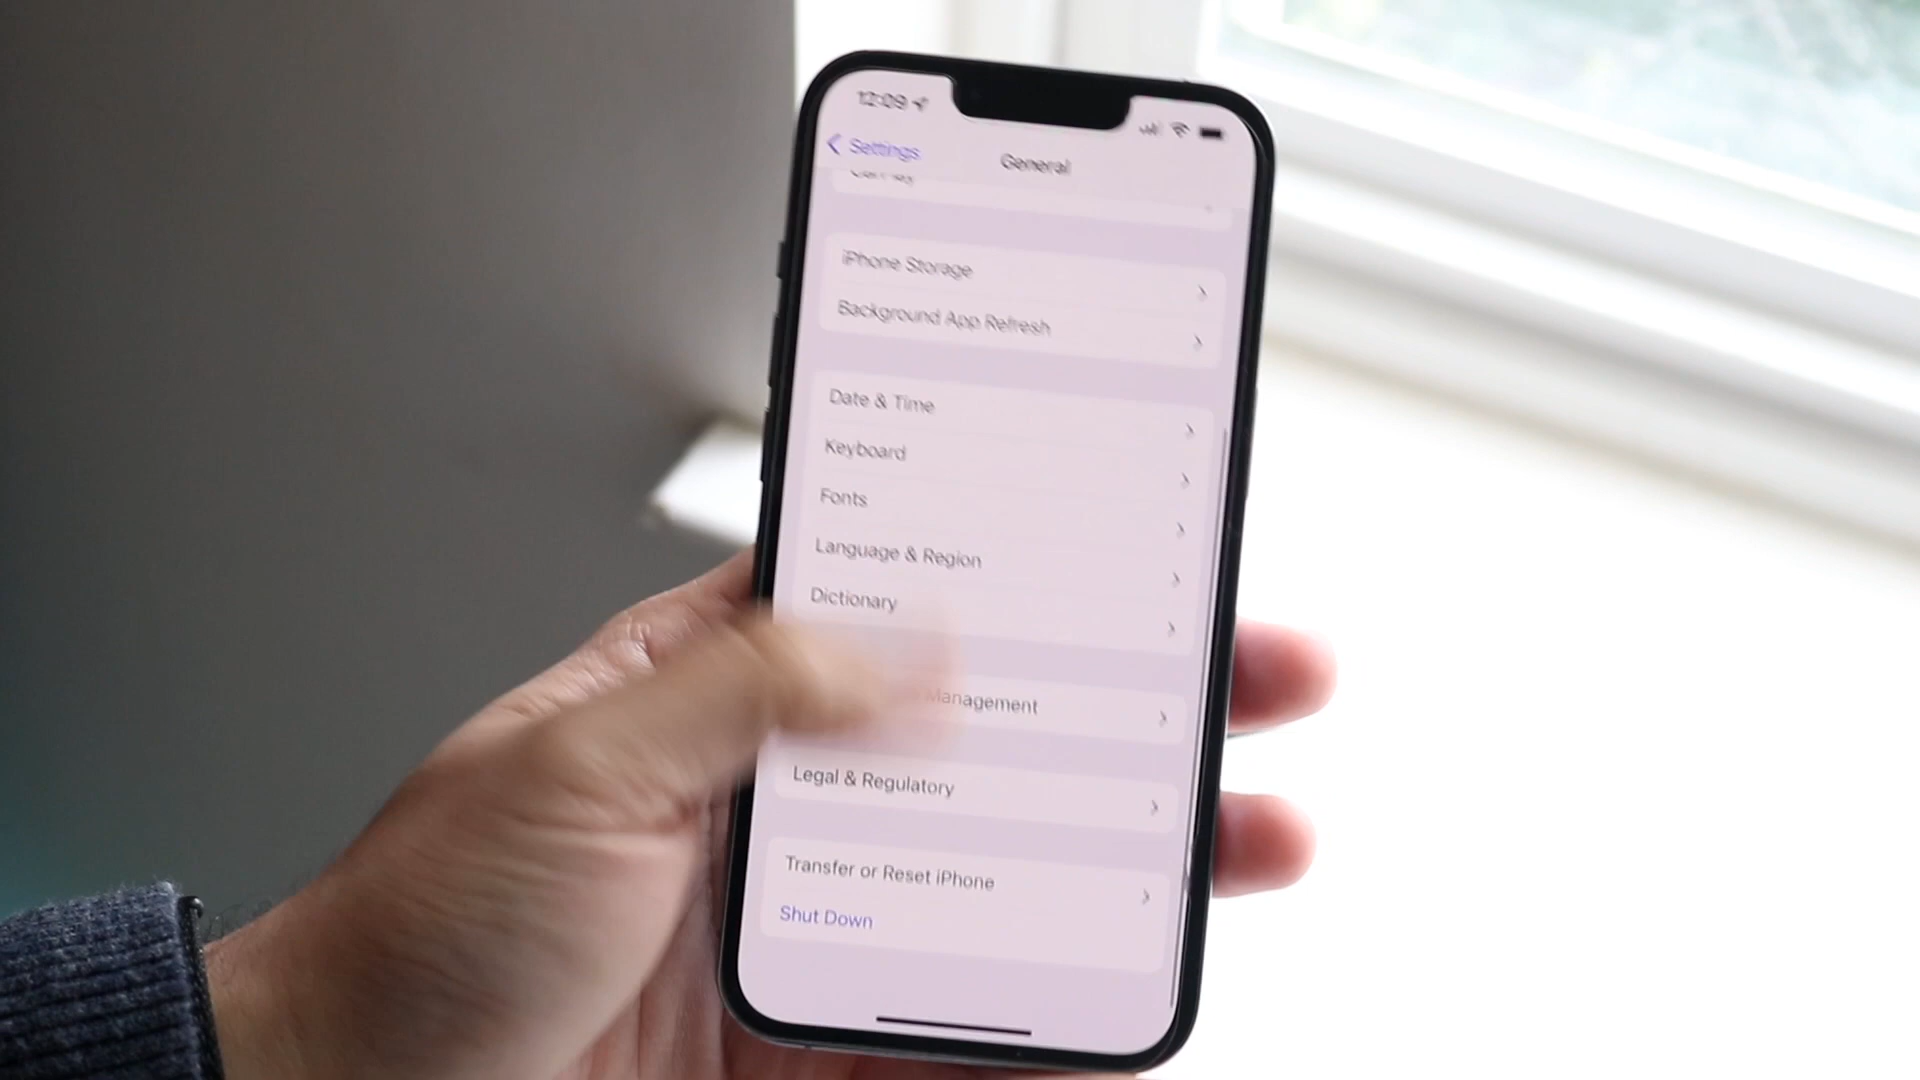 12:09
Settings
General
iPhone Storage
Background App Refresh
Date & Time
Keyboard
Fonts
Language & Region
Dictionary
Management
Legal & Regulatory
Transfer or Reset iPhone
Shut Down